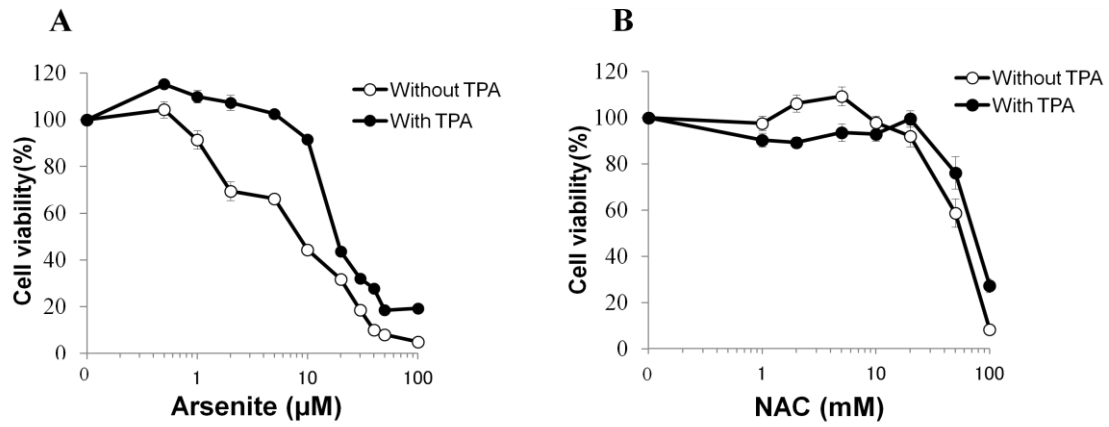 A
120
100
80
60
40
20
0
Cell viability(%)
Without TPA
With TPA
0 1 10 100
Arsenite (μM)
B
120
100
80
60
40
20
0
Cell viability(%)
Without TPA
With TPA
0 1 10 100
NAC (mM)